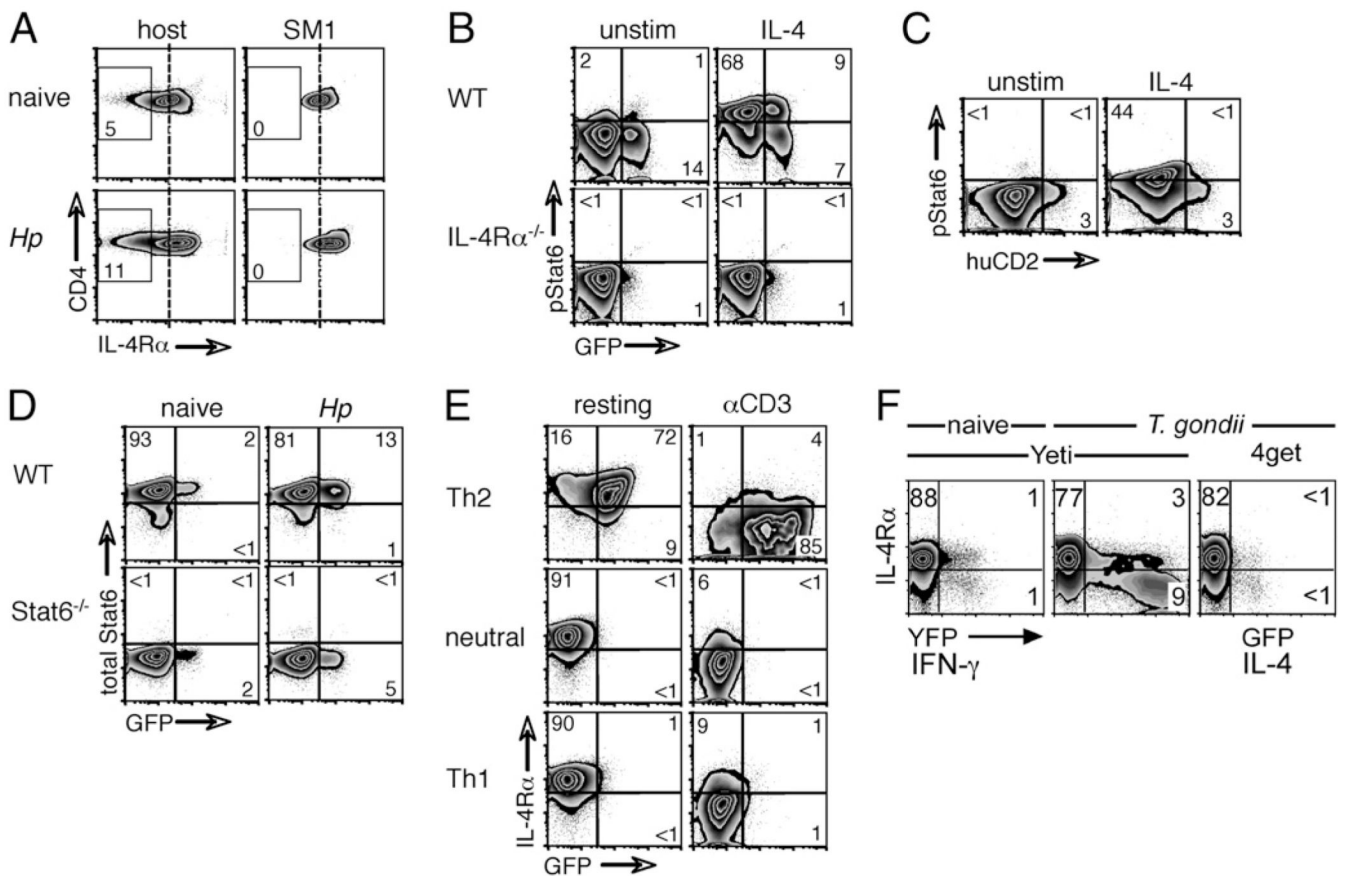 A
host
SM1
naive
5
0
Hp
11
0
CD4
IL-4Rα
B
unstim
IL-4
WT
2
1
14
68
9
7
IL-4Rα-/-
<1
<1
1
<1
<1
1
pStat6
GFP
C
unstim
IL-4
<1
<1
3
44
<1
3
pStat6
huCD2
D
naive
Hp
WT
93
2
<1
81
13
1
Stat6-/-
<1
<1
2
<1
<1
5
total Stat6
GFP
E
resting
αCD3
Th2
16
72
9
1
4
85
neutral
91
<1
<1
6
<1
<1
Th1
90
1
<1
9
1
1
IL-4Rα
GFP
F
naive
T. gondii
Yeti
4get
88
1
1
77
3
9
82
<1
<1
IL-4Rα
YFP
IFN-γ
GFP
IL-4